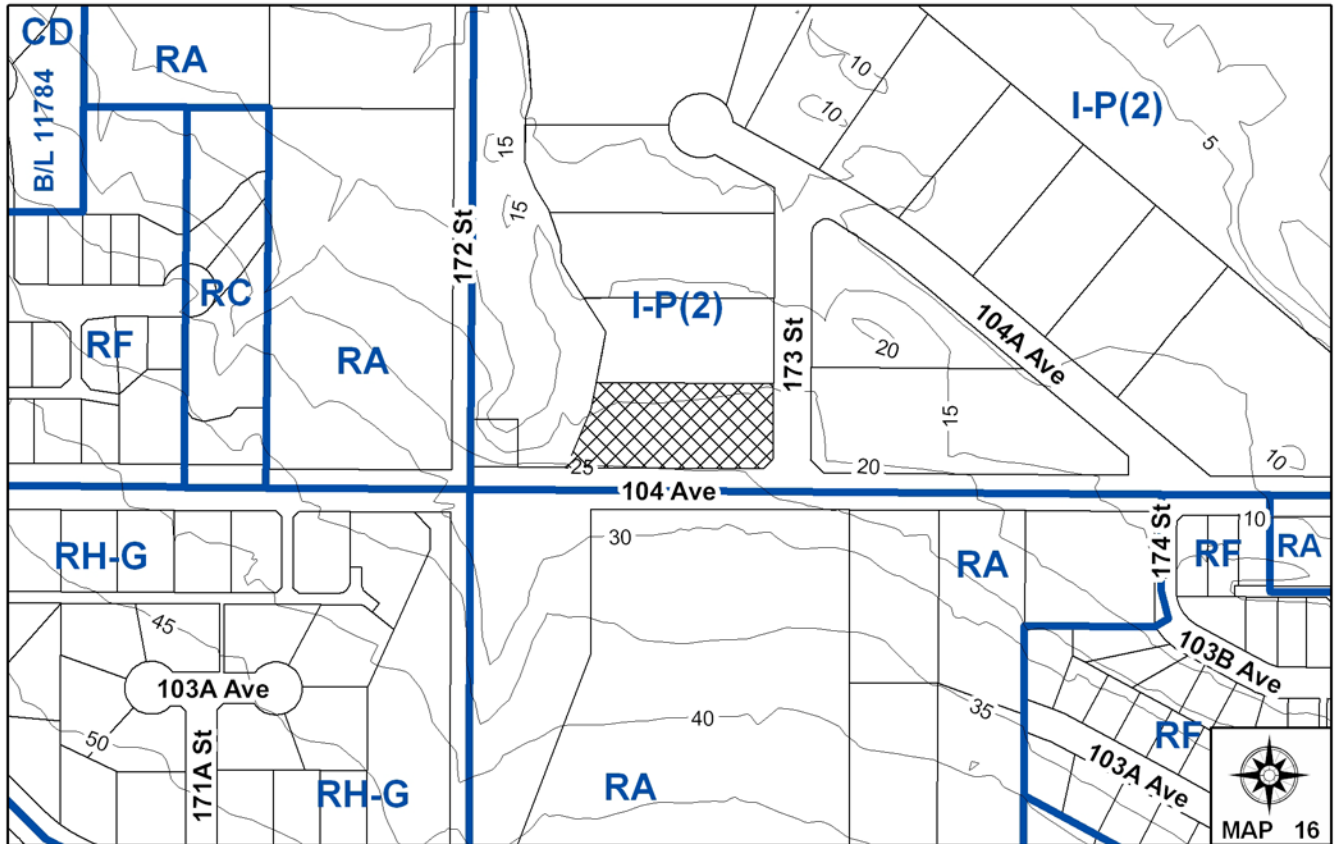 CD
RA
B/L 11784
10
10
I-P(2)
5
15
15
172 St
RC
RF
RA
I-P(2)
173 St
20
104A Ave
15
25
20
10
104 Ave
RH-G
30
RA
174 St
RF
10
RA
45
103A Ave
50
171A St
RH-G
40
RA
35
103B Ave
RF
103A Ave
MAP 16